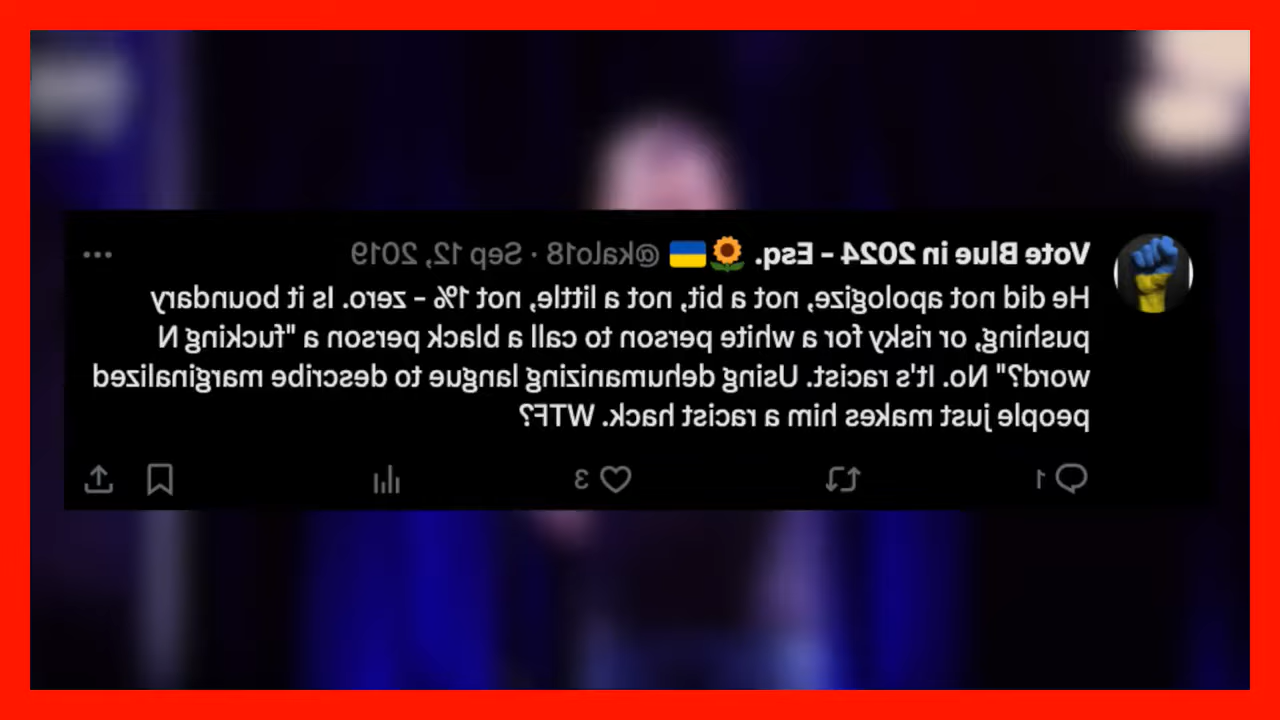 Vote Blue in 2024 - Esq. 🌻🇺🇦 @kalo18 · Sep 12, 2019
He did not apologize, not a bit, not a little, not 1% - zero. Is it boundary
pushing, or risky for a white person to call a black person a "fucking N
word?" No. It's racist. Using dehumanizing langue to describe marginalized
people just makes him a racist hack. WTF?
1 3